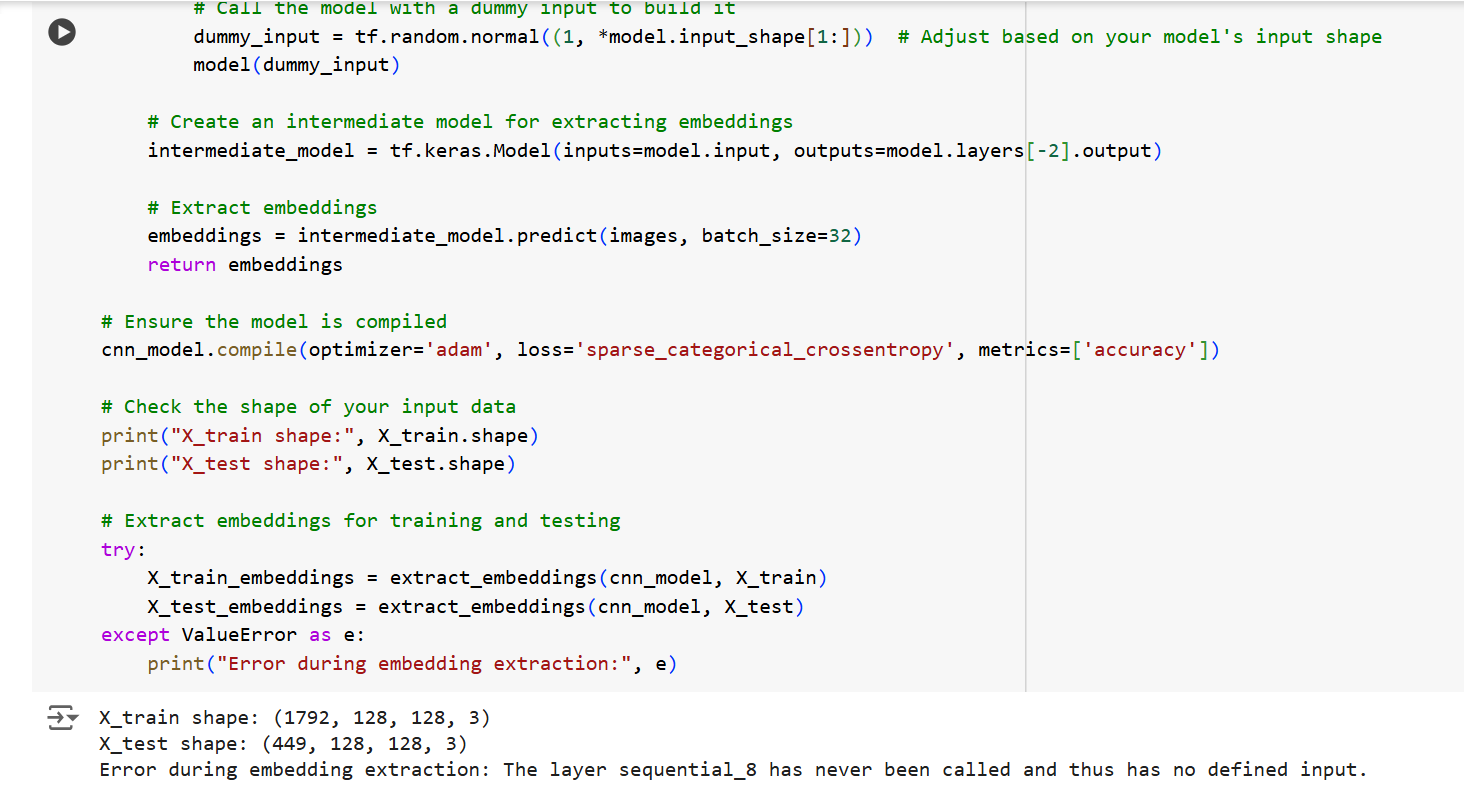 # Call the model with a dummy input to build it
dummy_input = tf.random.normal((1, *model.input_shape[1:]))  # Adjust based on your model's input shape
model(dummy_input)
# Create an intermediate model for extracting embeddings
intermediate_model = tf.keras.Model(inputs=model.input, outputs=model.layers[-2].output)
# Extract embeddings
embeddings = intermediate_model.predict(images, batch_size=32)
return embeddings
# Ensure the model is compiled
cnn_model.compile(optimizer='adam', loss='sparse_categorical_crossentropy', metrics=['accuracy'])
# Check the shape of your input data
print("X_train shape:", X_train.shape)
print("X_test shape:", X_test.shape)
# Extract embeddings for training and testing
try:
X_train_embeddings = extract_embeddings(cnn_model, X_train)
X_test_embeddings = extract_embeddings(cnn_model, X_test)
except ValueError as e:
print("Error during embedding extraction:", e)
X_train shape: (1792, 128, 128, 3)
X_test shape: (449, 128, 128, 3)
Error during embedding extraction: The layer sequential_8 has never been called and thus has no defined input.